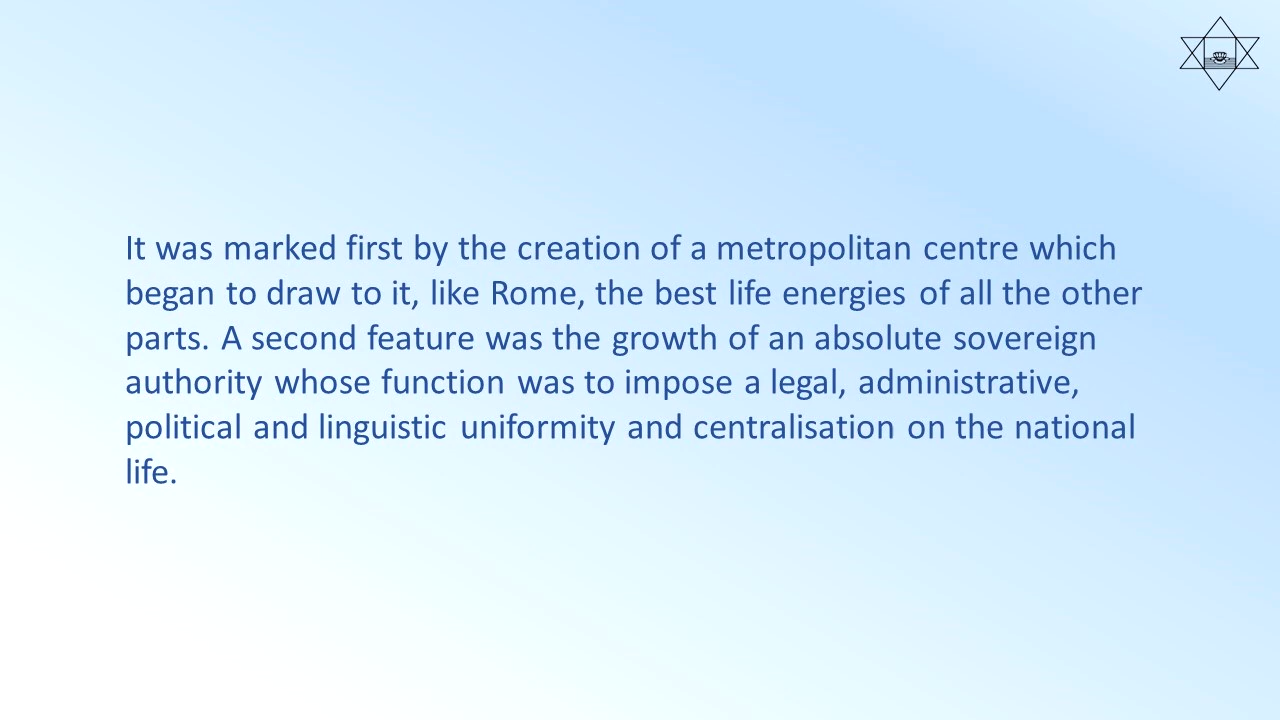 It was marked first by the creation of a metropolitan centre which
began to draw to it, like Rome, the best life energies of all the other
parts. A second feature was the growth of an absolute sovereign
authority whose function was to impose a legal, administrative,
political and linguistic uniformity and centralisation on the national
life.